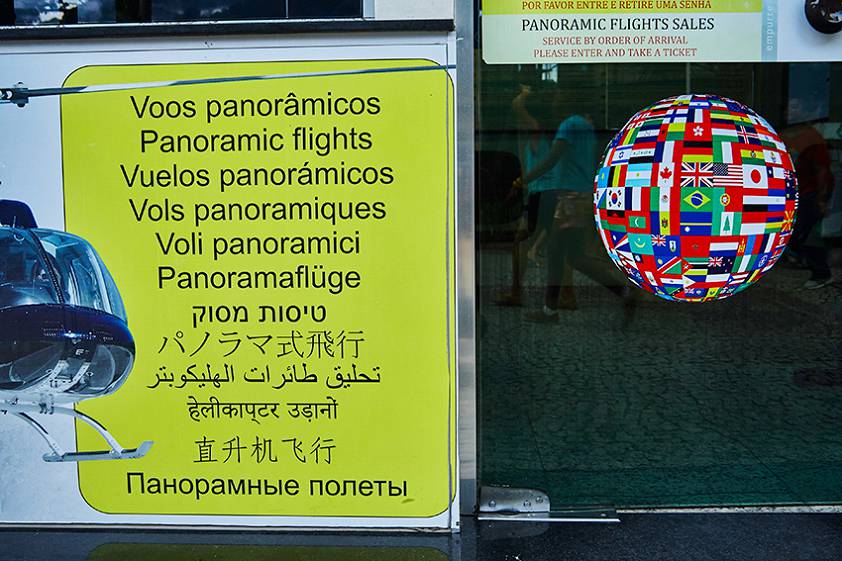 Voos panorâmicos
Panoramic flights
Vuelos panorámicos
Vols panoramiques
Voli panoramici
Panoramaflüge
טיסות מסוק
パノラマ式飛行
تحليق طائرات الهليكوبتر
हेलीकाप्टर उड़ानों
直升机飞行
Панорамные полеты
POR FAVOR ENTRE E RETIRE UMA SENHA
PANORAMIC FLIGHTS SALES
SERVICE BY ORDER OF ARRIVAL
PLEASE ENTER AND TAKE A TICKET
empurre